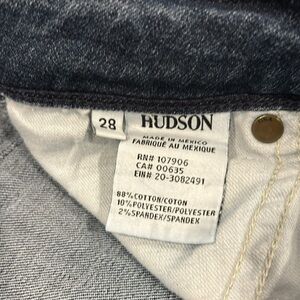 28
HUDSON
MADE IN MEXICO
FABRIQUÉ AU MEXIQUE
RN# 107906
CA# 00635
EIN# 20-3082491
88% COTTON/COTON
10% POLYESTER/POLYESTER
2% SPANDEX/SPANDEX